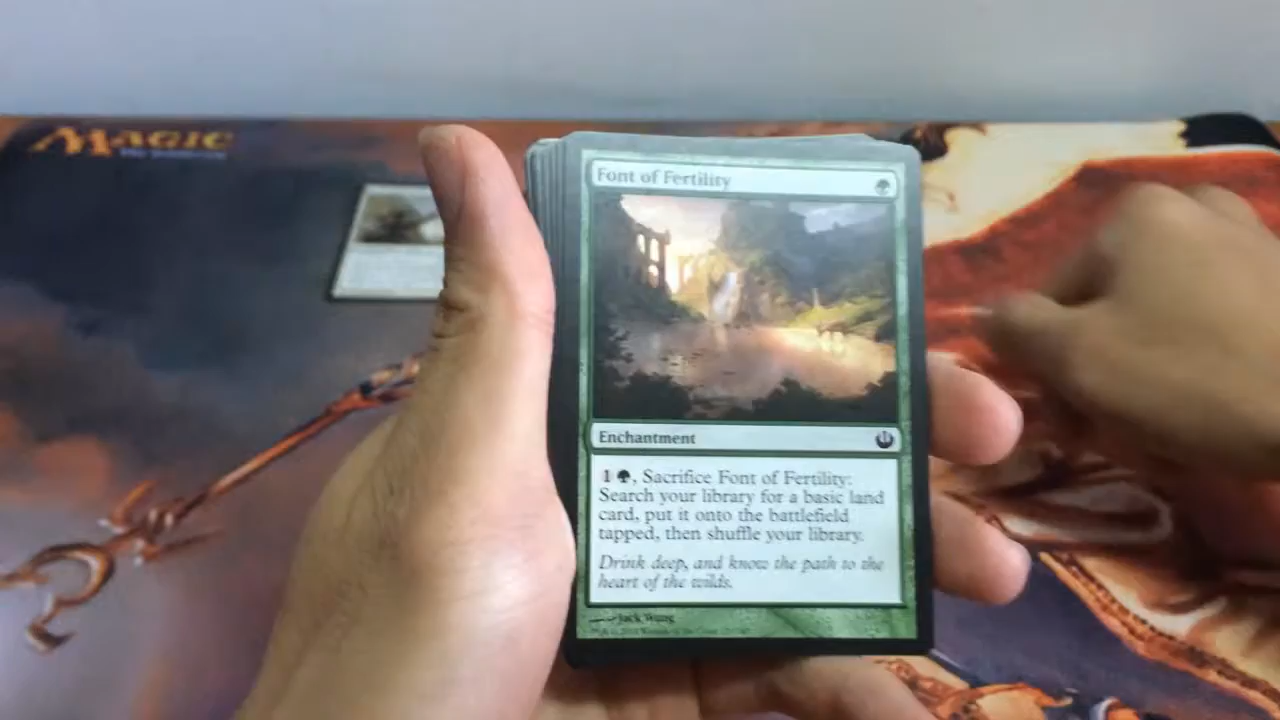 MAGIC
Font of Fertility
Enchantment
1, Sacrifice Font of Fertility:
Search your library for a basic land
card, put it onto the battlefield
tapped, then shuffle your library.
Drink deep, and know the path to the
heart of the wilds.
Jack Wang